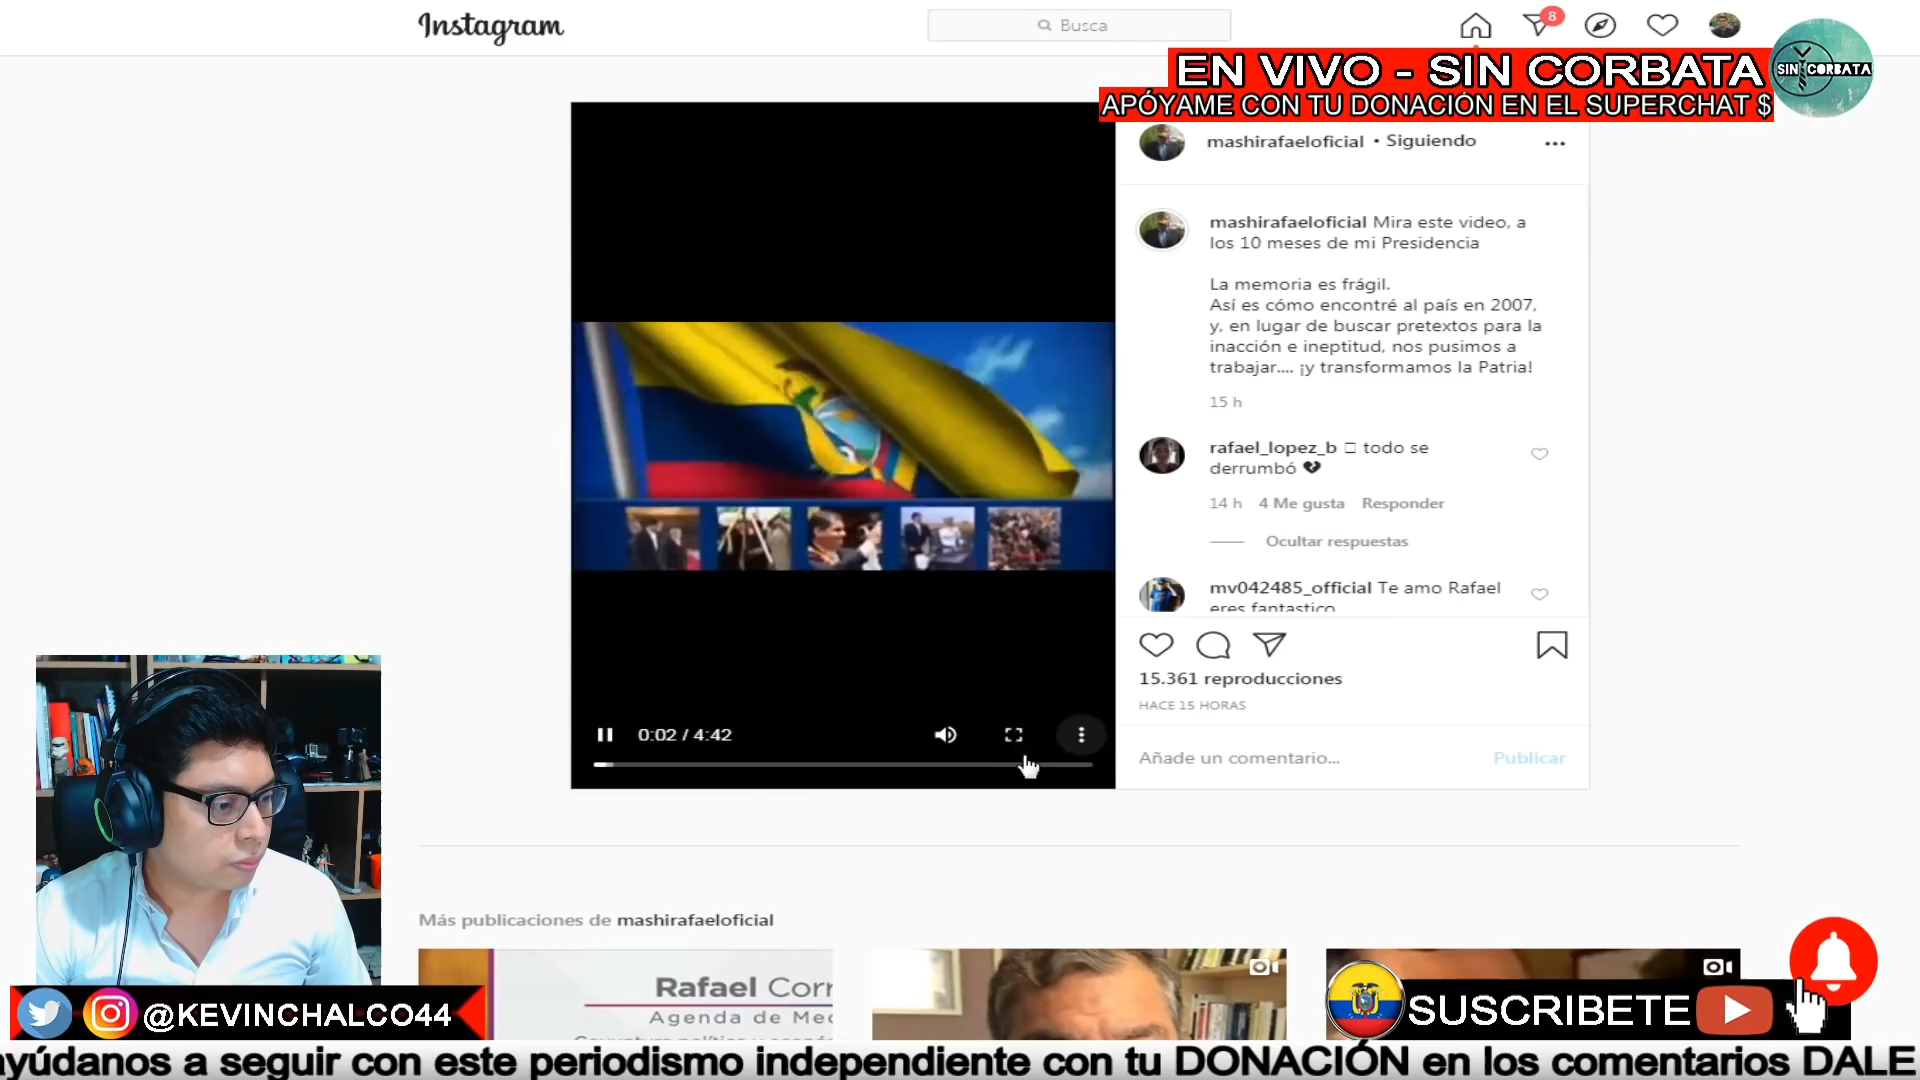 Instagram
Busca
8
EN VIVO - SIN CORBATA
APÓYAME CON TU DONACIÓN EN EL SUPERCHAT $
SIN CORBATA
mashirafaeloficial • Siguiendo
mashirafaeloficial Mira este video, a
los 10 meses de mi Presidencia
La memoria es frágil.
Así es cómo encontré al país en 2007,
y, en lugar de buscar pretextos para la
inacción e ineptitud, nos pusimos a
trabajar.... ¡y transformamos la Patria!
15 h
rafael_lopez_b todo se
derrumbó
14 h 4 Me gusta Responder
Ocultar respuestas
mv042485_official Te amo Rafael
eres fantastico
15.361 reproducciones
HACE 15 HORAS
Añade un comentario... Publicar
0:02 / 4:42
Más publicaciones de mashirafaeloficial
Rafael Corr
Agenda de Med
@KEVINCHALCO44
SUSCRIBETE
ayúdanos a seguir con este periodismo independiente con tu DONACIÓN en los comentarios DALE